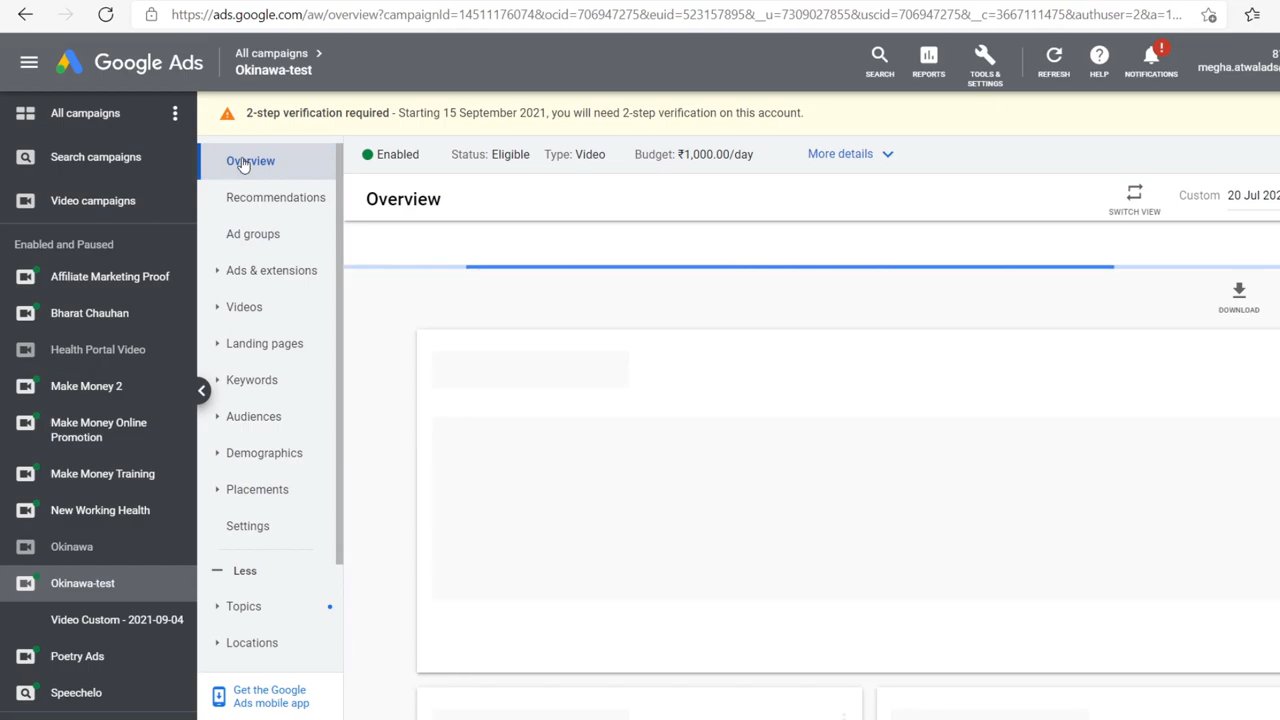 https://ads.google.com/aw/overview?campaignId=14511176074&ocid=706947275&euid=523157895&__u=7309027855&uscid=706947275&__c=3667111475&authuser=2&a=1...
Google Ads
All campaigns
Okinawa-test
SEARCH
REPORTS
TOOLS & SETTINGS
REFRESH
HELP
!
NOTIFICATIONS
megha.atwalads
All campaigns
Search campaigns
Video campaigns
Enabled and Paused
Affiliate Marketing Proof
Bharat Chauhan
Health Portal Video
Make Money 2
Make Money Online
Promotion
Make Money Training
New Working Health
Okinawa
Okinawa-test
Video Custom - 2021-09-04
Poetry Ads
Speechelo
2-step verification required - Starting 15 September 2021, you will need 2-step verification on this account.
Overview
Recommendations
Ad groups
Ads & extensions
Videos
Landing pages
Keywords
Audiences
Demographics
Placements
Settings
Less
Topics
Locations
Get the Google
Ads mobile app
Enabled Status: Eligible Type: Video Budget: ₹1,000.00/day More details
Overview
SWITCH VIEW
Custom 20 Jul 202
DOWNLOAD